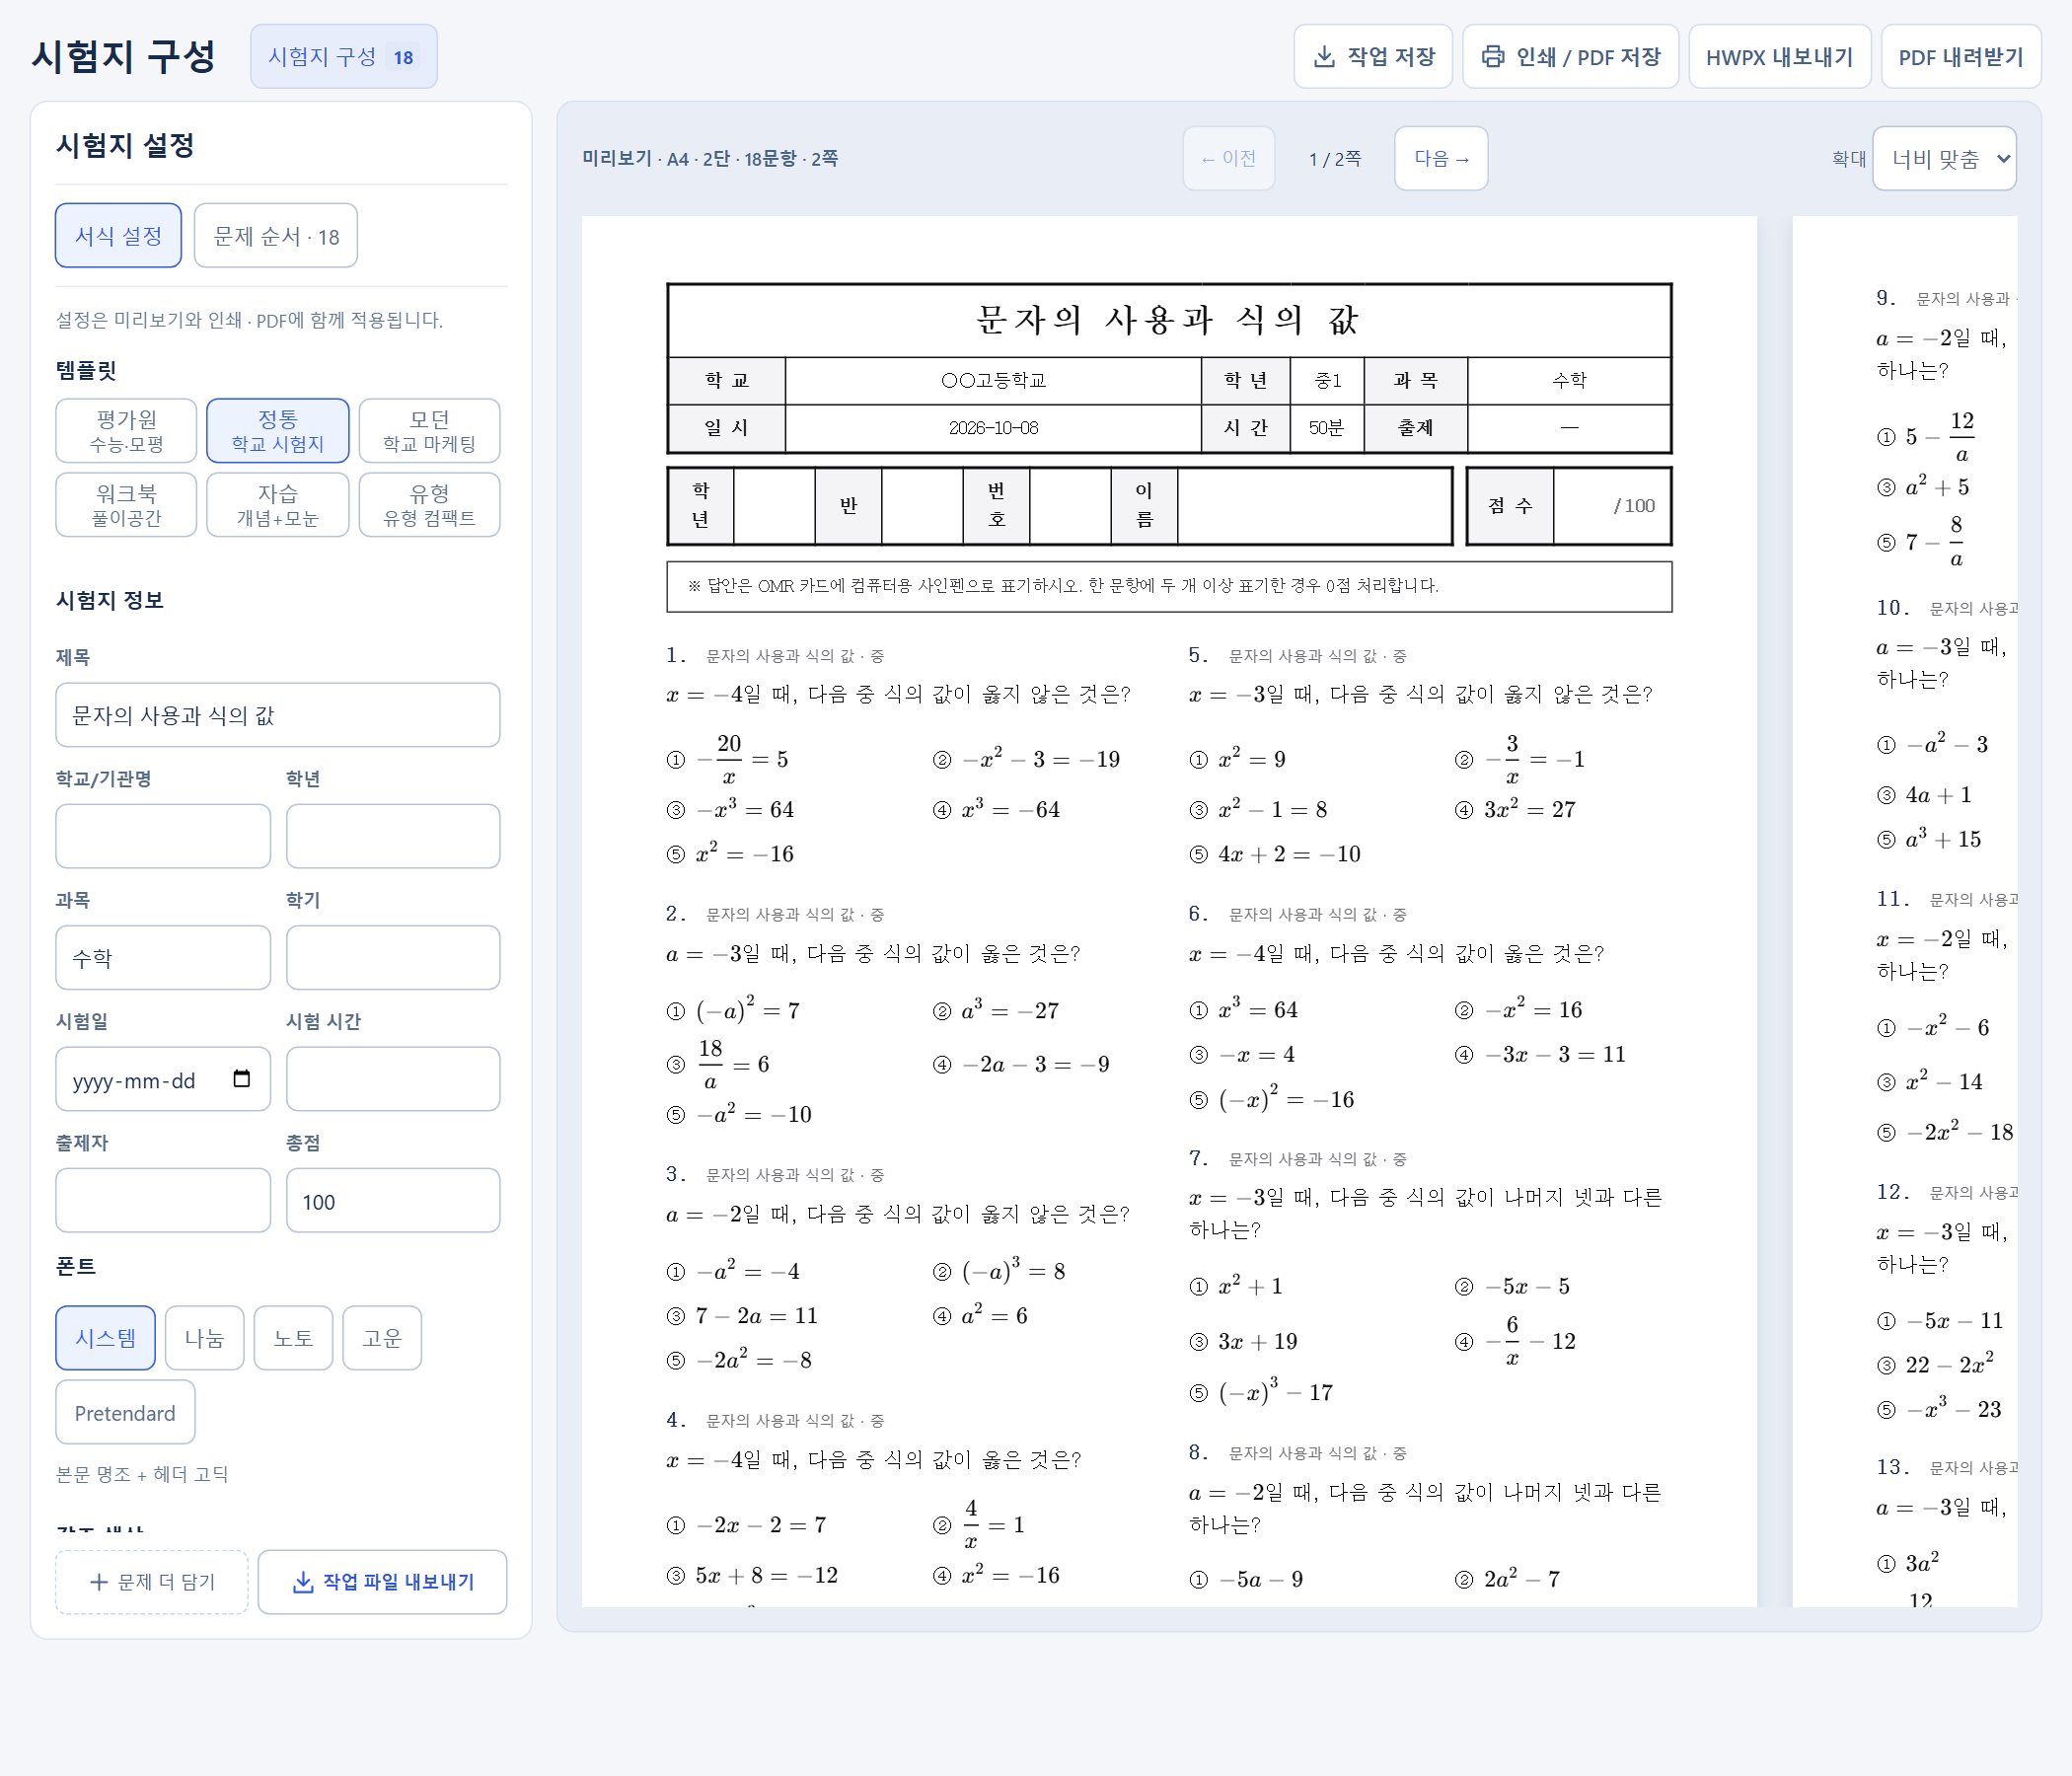 시험지 구성
시험지 구성 18
작업 저장
인쇄 / PDF 저장
HWPX 내보내기
PDF 내려받기
시험지 설정
서식 설정
문제 순서 · 18
설정은 미리보기와 인쇄 · PDF에 함께 적용됩니다.
템플릿
평가원
수능·모평
정통
학교 시험지
모던
학교 마케팅
워크북
풀이공간
자습
개념+모눈
유형
유형 컴팩트
시험지 정보
제목
문자의 사용과 식의 값
학교/기관명
학년
과목
학기
수학
시험일
시험 시간
yyyy-mm-dd
출제자
총점
100
폰트
시스템
나눔
노토
고운
Pretendard
본문 명조 + 헤더 고딕
+ 문제 더 담기
작업 파일 내보내기
미리보기 · A4 · 2단 · 18문항 · 2쪽
← 이전
1 / 2쪽
다음 →
확대
너비 맞춤
문자의 사용과 식의 값
학 교 ○○고등학교 학 년 중1 과 목 수학
일 시 2026-10-08 시 간 50분 출제 —
학년 반 번호 이름 점 수 / 100
※ 답안은 OMR 카드에 컴퓨터용 사인펜으로 표기하시오. 한 문항에 두 개 이상 표기한 경우 0점 처리합니다.
1. 문자의 사용과 식의 값 · 중
x = −4일 때, 다음 중 식의 값이 옳지 않은 것은?
① −20/x = 5 ② −x² − 3 = −19
③ −x³ = 64 ④ x³ = −64
⑤ x² = −16
2. 문자의 사용과 식의 값 · 중
a = −3일 때, 다음 중 식의 값이 옳은 것은?
① (−a)² = 7 ② a³ = −27
③ 18/a = 6 ④ −2a − 3 = −9
⑤ −a² = −10
3. 문자의 사용과 식의 값 · 중
a = −2일 때, 다음 중 식의 값이 옳지 않은 것은?
① −a² = −4 ② (−a)³ = 8
③ 7 − 2a = 11 ④ a² = 6
⑤ −2a² = −8
4. 문자의 사용과 식의 값 · 중
x = −4일 때, 다음 중 식의 값이 옳은 것은?
① −2x − 2 = 7 ② 4/x = 1
③ 5x + 8 = −12 ④ x² = −16
5. 문자의 사용과 식의 값 · 중
x = −3일 때, 다음 중 식의 값이 옳지 않은 것은?
① x² = 9 ② −3/x = −1
③ x² − 1 = 8 ④ 3x² = 27
⑤ 4x + 2 = −10
6. 문자의 사용과 식의 값 · 중
x = −4일 때, 다음 중 식의 값이 옳은 것은?
① x³ = 64 ② −x² = 16
③ −x = 4 ④ −3x − 3 = 11
⑤ (−x)² = −16
7. 문자의 사용과 식의 값 · 중
x = −3일 때, 다음 중 식의 값이 나머지 넷과 다른
하나는?
① x² + 1 ② −5x − 5
③ 3x + 19 ④ −6/x − 12
⑤ (−x)³ − 17
8. 문자의 사용과 식의 값 · 중
a = −2일 때, 다음 중 식의 값이 나머지 넷과 다른
하나는?
① −5a − 9 ② 2a² − 7
9. 문자의 사용과
a = −2일 때,
하나는?
① 5 − 12/a
③ a² + 5
⑤ 7 − 8/a
10. 문자의 사용과
a = −3일 때,
하나는?
① −a² − 3
③ 4a + 1
⑤ a³ + 15
11. 문자의 사용과
x = −2일 때,
하나는?
① −x² − 6
③ x² − 14
⑤ −2x² − 18
12. 문자의 사용과
x = −3일 때,
하나는?
① −5x − 11
③ 22 − 2x²
⑤ −x³ − 23
13. 문자의 사용과
a = −3일 때,
① 3a²
12